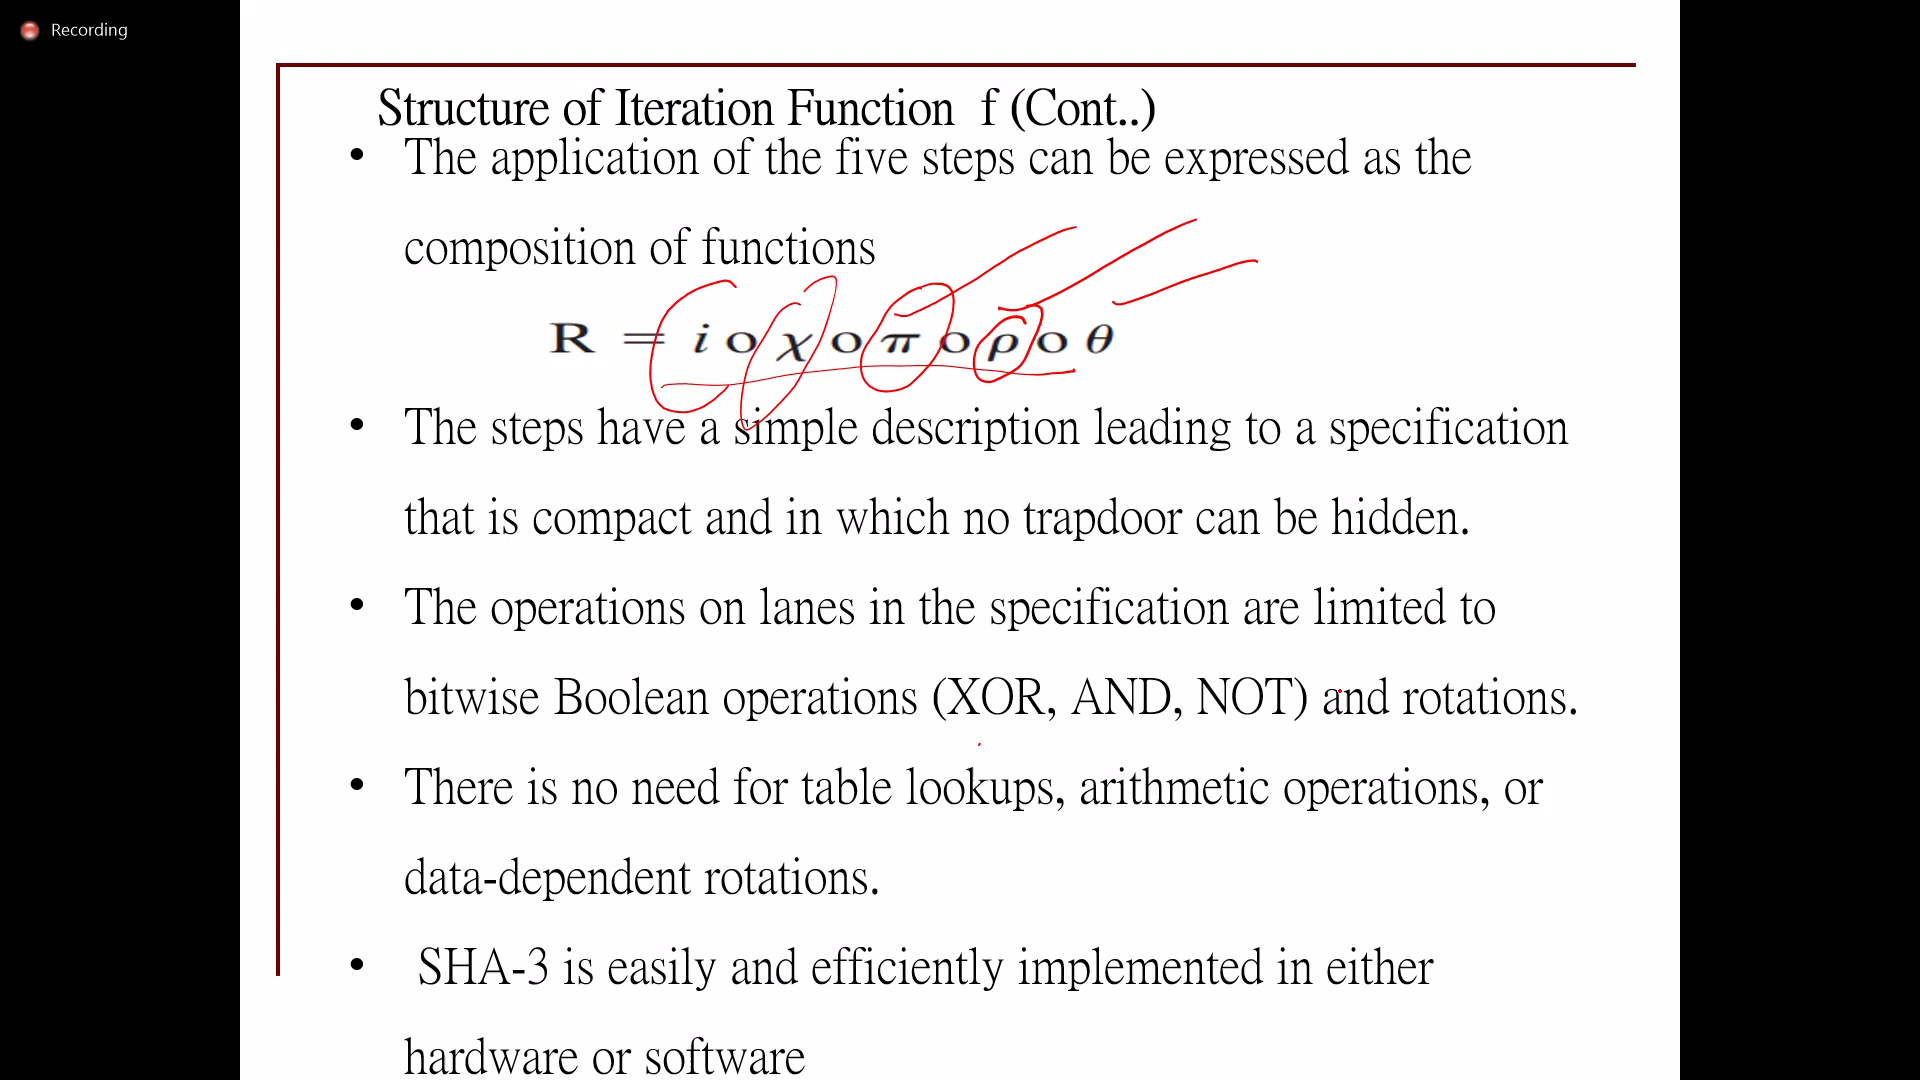 Recording
Structure of Iteration Function f (Cont..)
• The application of the five steps can be expressed as the
composition of functions
R = i o χ o π o ρ o θ
• The steps have a simple description leading to a specification
that is compact and in which no trapdoor can be hidden.
• The operations on lanes in the specification are limited to
bitwise Boolean operations (XOR, AND, NOT) and rotations.
• There is no need for table lookups, arithmetic operations, or
data-dependent rotations.
• SHA-3 is easily and efficiently implemented in either
hardware or software